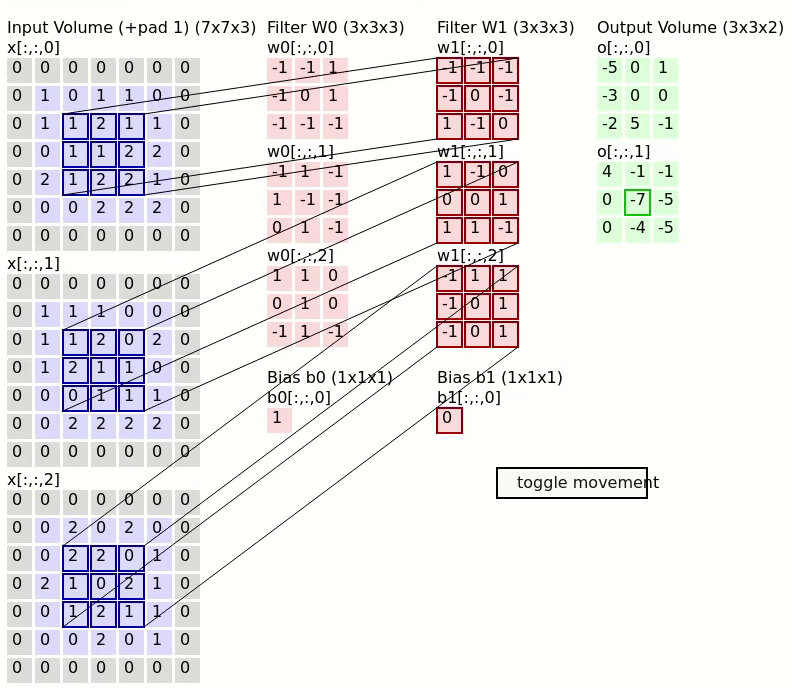 Input Volume (+pad 1) (7x7x3)
x[:,:,0]
0 0 0 0 0 0 0
0 1 0 1 1 0 0
0 1 1 2 1 1 0
0 0 1 1 2 2 0
0 2 1 2 2 1 0
0 0 0 2 2 2 0
0 0 0 0 0 0 0
x[:,:,1]
0 0 0 0 0 0 0
0 1 1 1 0 0 0
0 1 1 2 0 2 0
0 1 2 1 1 0 0
0 0 0 1 1 1 0
0 0 2 2 2 2 0
0 0 0 0 0 0 0
x[:,:,2]
0 0 0 0 0 0 0
0 0 2 0 2 0 0
0 0 2 2 0 1 0
0 2 1 0 2 1 0
0 0 1 2 1 1 0
0 0 0 2 0 1 0
0 0 0 0 0 0 0
Filter W0 (3x3x3)
w0[:,:,0]
-1 -1 1
-1 0 1
-1 -1 -1
w0[:,:,1]
-1 1 -1
1 -1 -1
0 1 -1
w0[:,:,2]
1 1 0
0 1 0
-1 1 -1
Bias b0 (1x1x1)
b0[:,:,0]
1
Filter W1 (3x3x3)
w1[:,:,0]
-1 -1 -1
-1 0 -1
1 -1 0
w1[:,:,1]
1 -1 0
0 0 1
1 1 -1
w1[:,:,2]
-1 1 1
-1 0 1
-1 0 1
Bias b1 (1x1x1)
b1[:,:,0]
0
Output Volume (3x3x2)
o[:,:,0]
-5 0 1
-3 0 0
-2 5 -1
o[:,:,1]
4 -1 -1
0 -7 -5
0 -4 -5
toggle movement